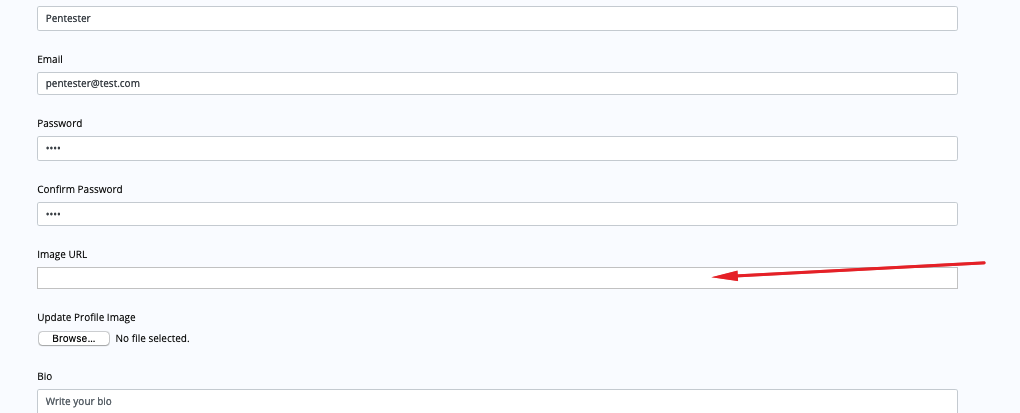 Pentester
Email
pentester@test.com
Password
••••
Confirm Password
••••
Image URL
Update Profile Image
Browse... No file selected.
Bio
Write your bio